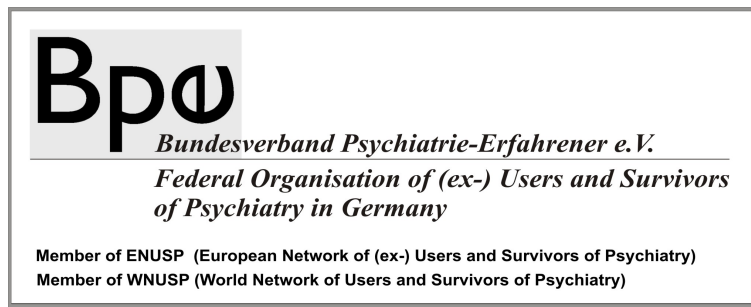 Bpe
Bundesverband Psychiatrie-Erfahrener e.V.
Federal Organisation of (ex-) Users and Survivors
of Psychiatry in Germany
Member of ENUSP (European Network of (ex-) Users and Survivors of Psychiatry)
Member of WNUSP (World Network of Users and Survivors of Psychiatry)